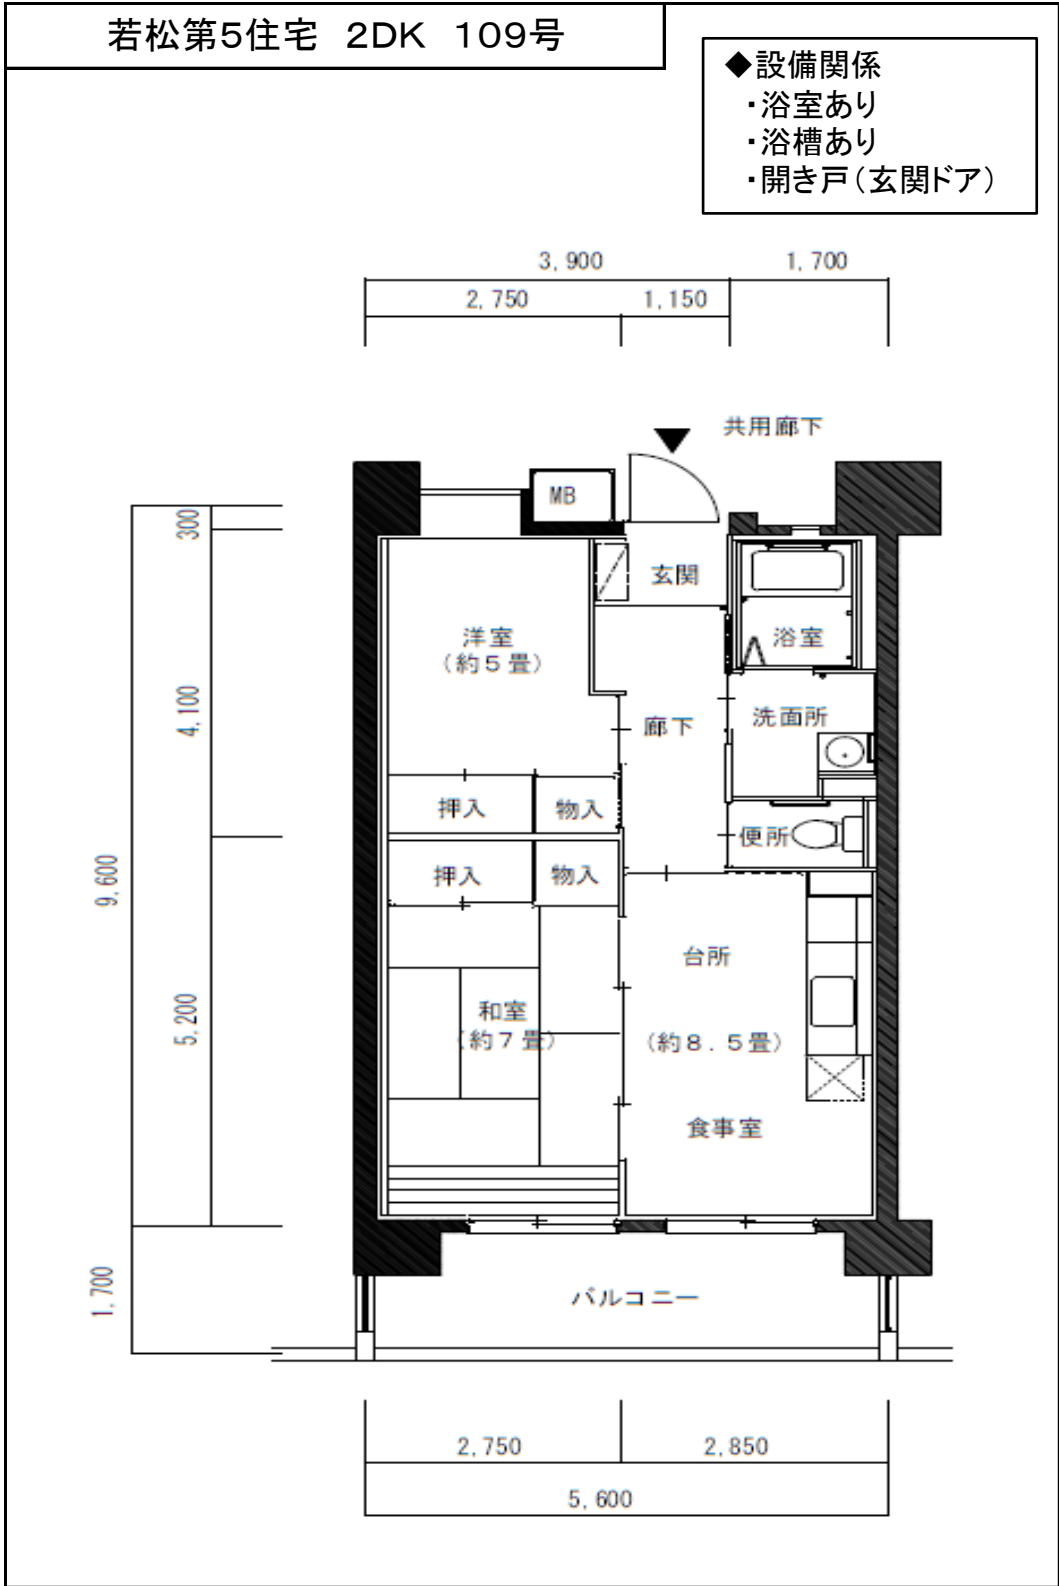 若松第5住宅 2DK 109号
◆設備関係
・浴室あり
・浴槽あり
・開き戸(玄関ドア)
3,900
1,700
2,750
1,150
共用廊下
MB
300
玄関
洋室
(約5畳)
浴室
4,100
廊下
洗面所
押入
物入
便所
9,600
押入
物入
台所
和室
(約7畳)
5,200
(約8.5畳)
食事室
1,700
バルコニー
2,750
2,850
5,600